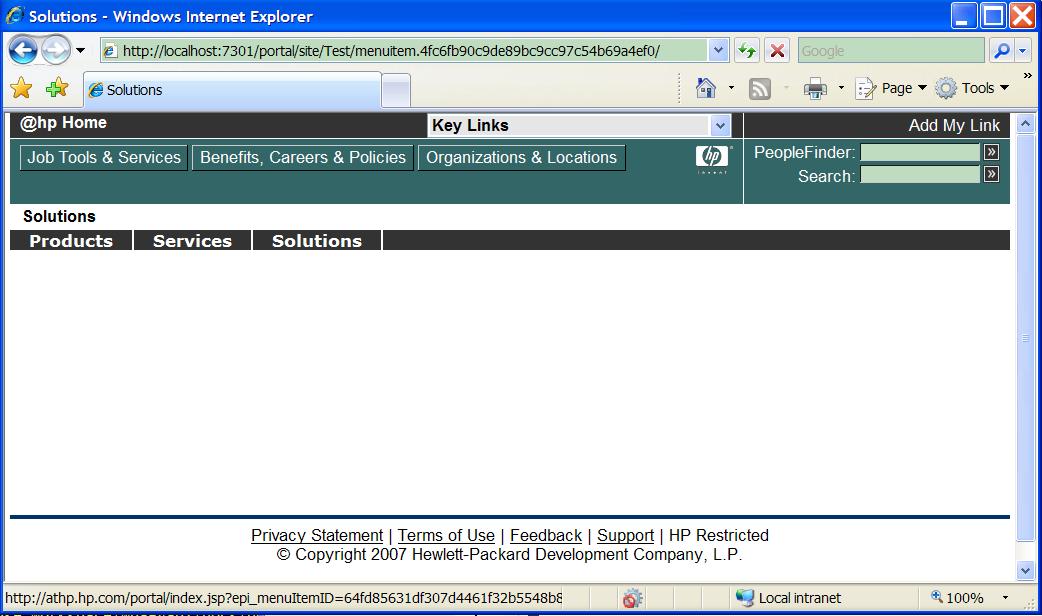 Solutions - Windows Internet Explorer
http://localhost:7301/portal/site/Test/menuitem.4fc6fb90c9de89bc9cc97c54b69a4ef0/
Google
Solutions
Page
Tools
@hp Home
Key Links
Add My Link
Job Tools & Services
Benefits, Careers & Policies
Organizations & Locations
hp
invent
PeopleFinder:
Search:
Solutions
Products
Services
Solutions
Privacy Statement | Terms of Use | Feedback | Support | HP Restricted
© Copyright 2007 Hewlett-Packard Development Company, L.P.
http://athp.hp.com/portal/index.jsp?epi_menuItemID=64fd85631df307d4461f32b5548b8
Local intranet
100%